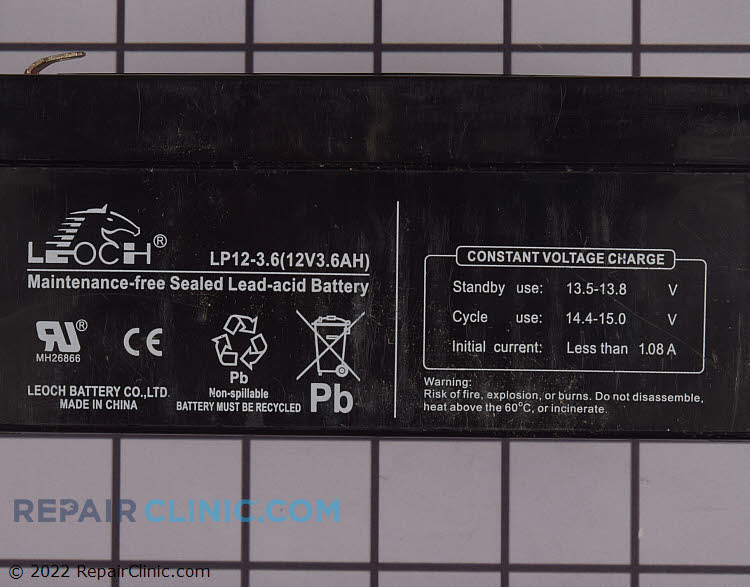 LEOCH®
LP12-3.6(12V3.6AH)
Maintenance-free Sealed Lead-acid Battery
RU®
MH26866
CE
Pb
Non-spillable
BATTERY MUST BE RECYCLED
Pb
LEOCH BATTERY CO.,LTD.
MADE IN CHINA
CONSTANT VOLTAGE CHARGE
Standby use: 13.5-13.8 V
Cycle use: 14.4-15.0 V
Initial current: Less than 1.08 A
Warning:
Risk of fire, explosion, or burns. Do not disassemble,
heat above the 60°C, or incinerate.
REPAIR CLINIC.COM
© 2022 RepairClinic.com